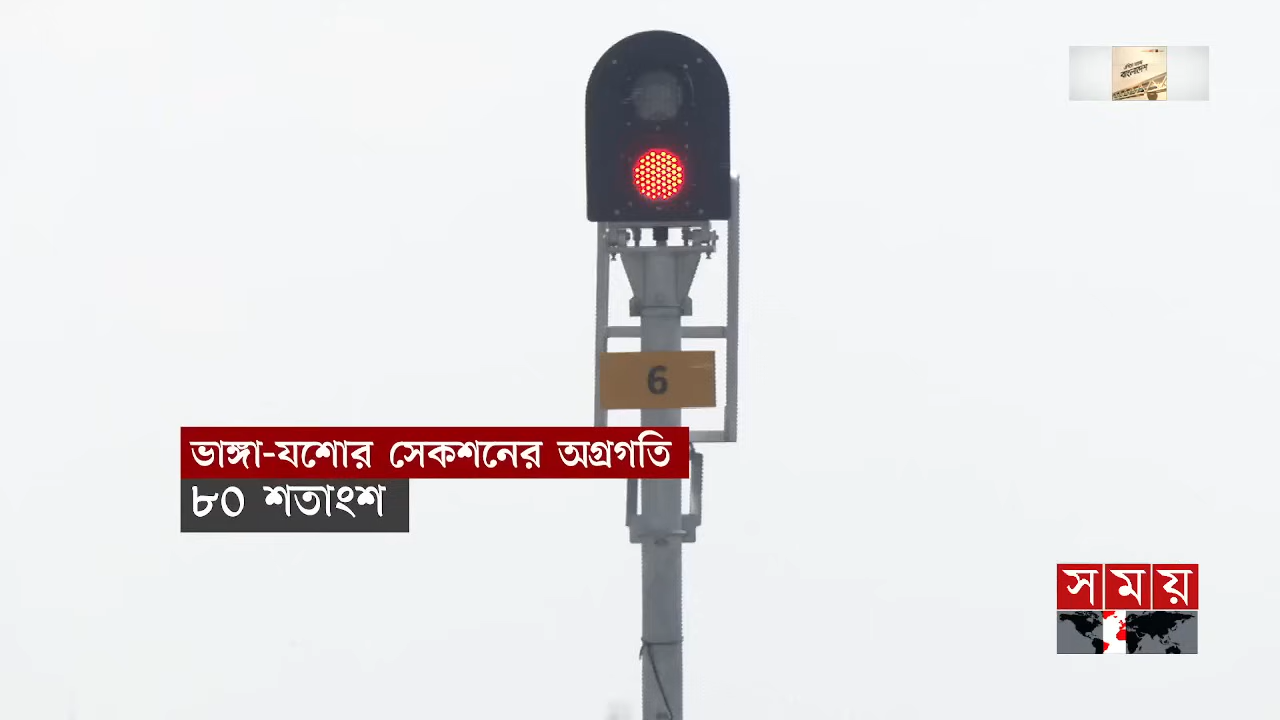 বাংলাদেশ
6
ভাঙ্গা-যশোর সেকশনের অগ্রগতি
৮০ শতাংশ
সময়